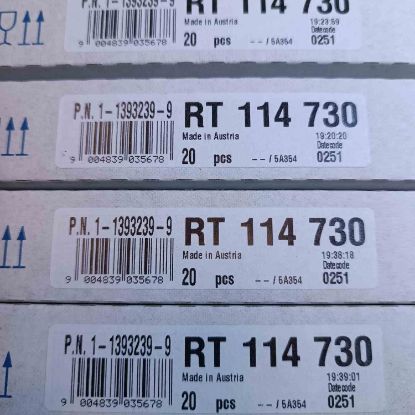 P.N. 1-1393239-9
RT 114 730
Made in Austria
19:23:59
Datecode
9 004839 035678
20 pcs
--/5A354
0251
P.N. 1-1393239-9
RT 114 730
Made in Austria
19:20:20
Datecode
9 004839 035678
20 pcs
--/5A354
0251
P.N. 1-1393239-9
RT 114 730
Made in Austria
19:38:18
Datecode
9 004839 035678
20 pcs
--/5A354
0251
P.N. 1-1393239-9
RT 114 730
Made in Austria
19:39:01
Datecode
9 004839 035678
20 pcs
--/5A354
0251